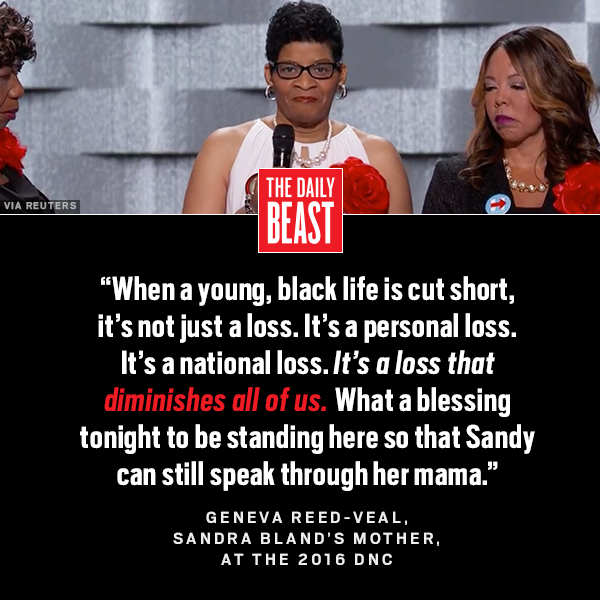 VIA REUTERS
THE DAILY
BEAST
“When a young, black life is cut short,
it’s not just a loss. It’s a personal loss.
It’s a national loss. It’s a loss that
diminishes all of us. What a blessing
tonight to be standing here so that Sandy
can still speak through her mama.”
GENEVA REED-VEAL,
SANDRA BLAND'S MOTHER,
AT THE 2016 DNC